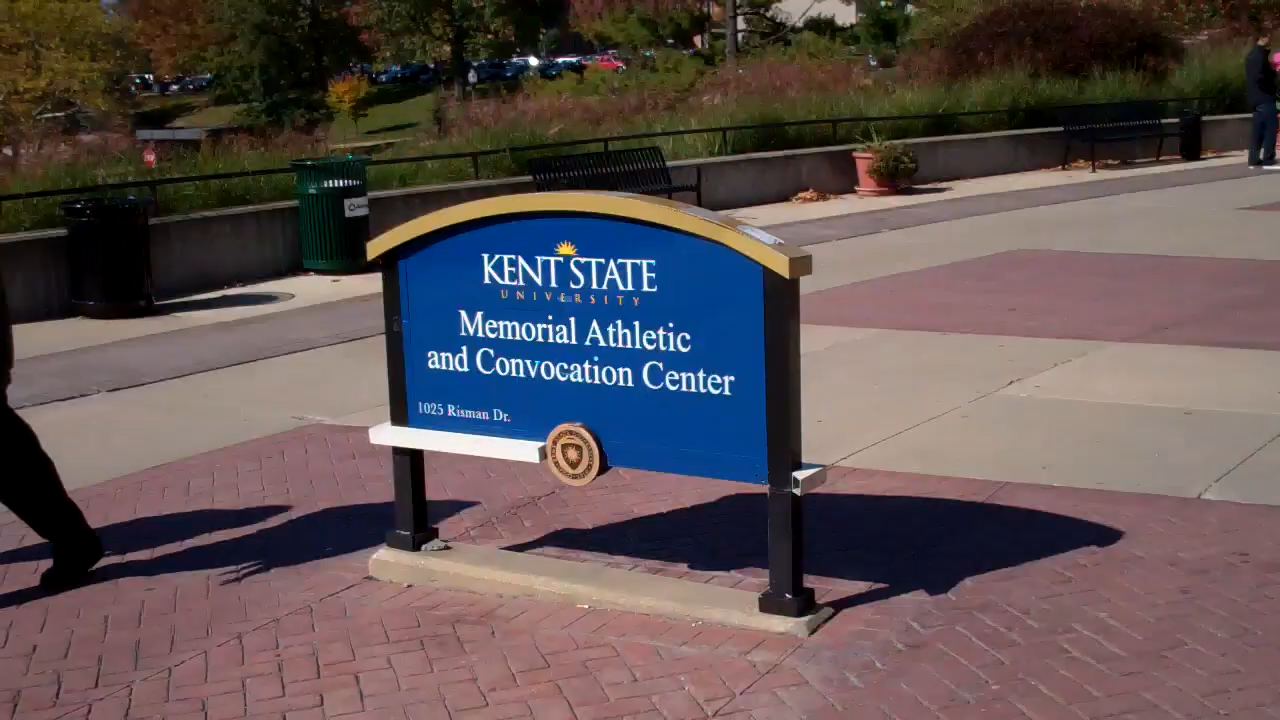 KENT STATE
UNIVERSITY
Memorial Athletic
and Convocation Center
1025 Risman Dr.